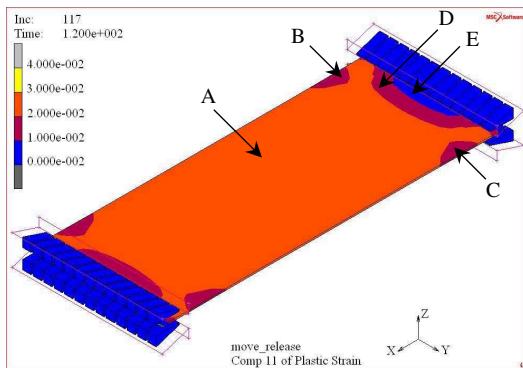 Inc: 117
Time: 1.200e+002
MSC Software
4.000e-002
3.000e-002
2.000e-002
1.000e-002
0.000e-002
A
B
D
E
C
move_release
Comp 11 of Plastic Strain
Z
X
Y